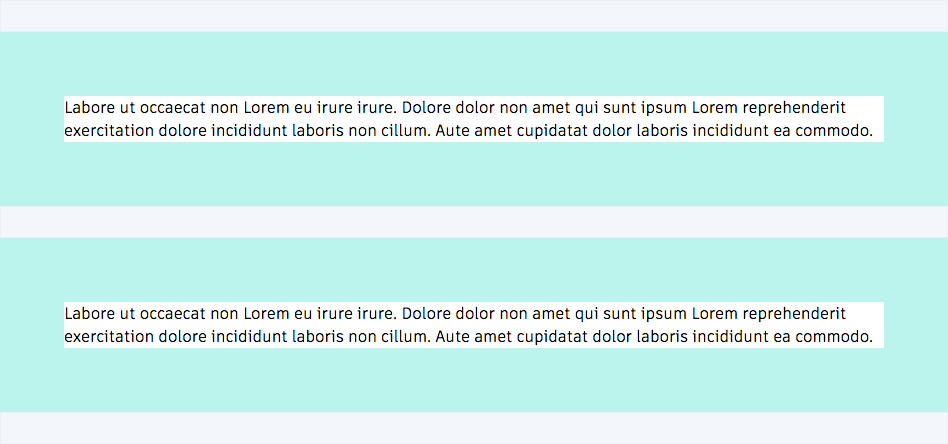 Labore ut occaecat non Lorem eu irure irure. Dolore dolor non amet qui sunt ipsum Lorem reprehenderit
exercitation dolore incididunt laboris non cillum. Aute amet cupidatat dolor laboris incididunt ea commodo.
Labore ut occaecat non Lorem eu irure irure. Dolore dolor non amet qui sunt ipsum Lorem reprehenderit
exercitation dolore incididunt laboris non cillum. Aute amet cupidatat dolor laboris incididunt ea commodo.